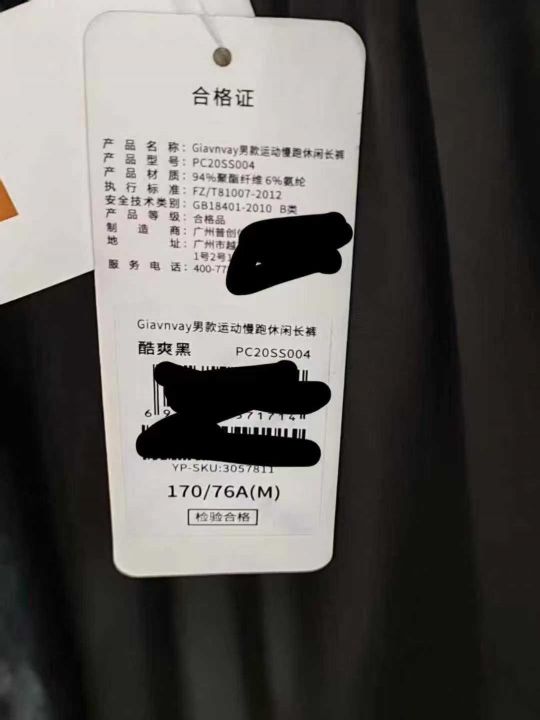 合格证
产品名称：Giavnvay男款运动慢跑休闲长裤
产品型号：PC20SS004
产品材质：94%聚酯纤维 6%氨纶
执行标准：FZ/T81007-2012
安全技术类别：GB18401-2010 B类
产品等级：合格品
制造商：广州普创
地址：广州市越
1号2号
服务电话：400-77
Giavnvay男款运动慢跑休闲长裤
酷爽黑 PC20SS004
6 9 571714
YP-SKU:3057811
170/76A(M)
检验合格